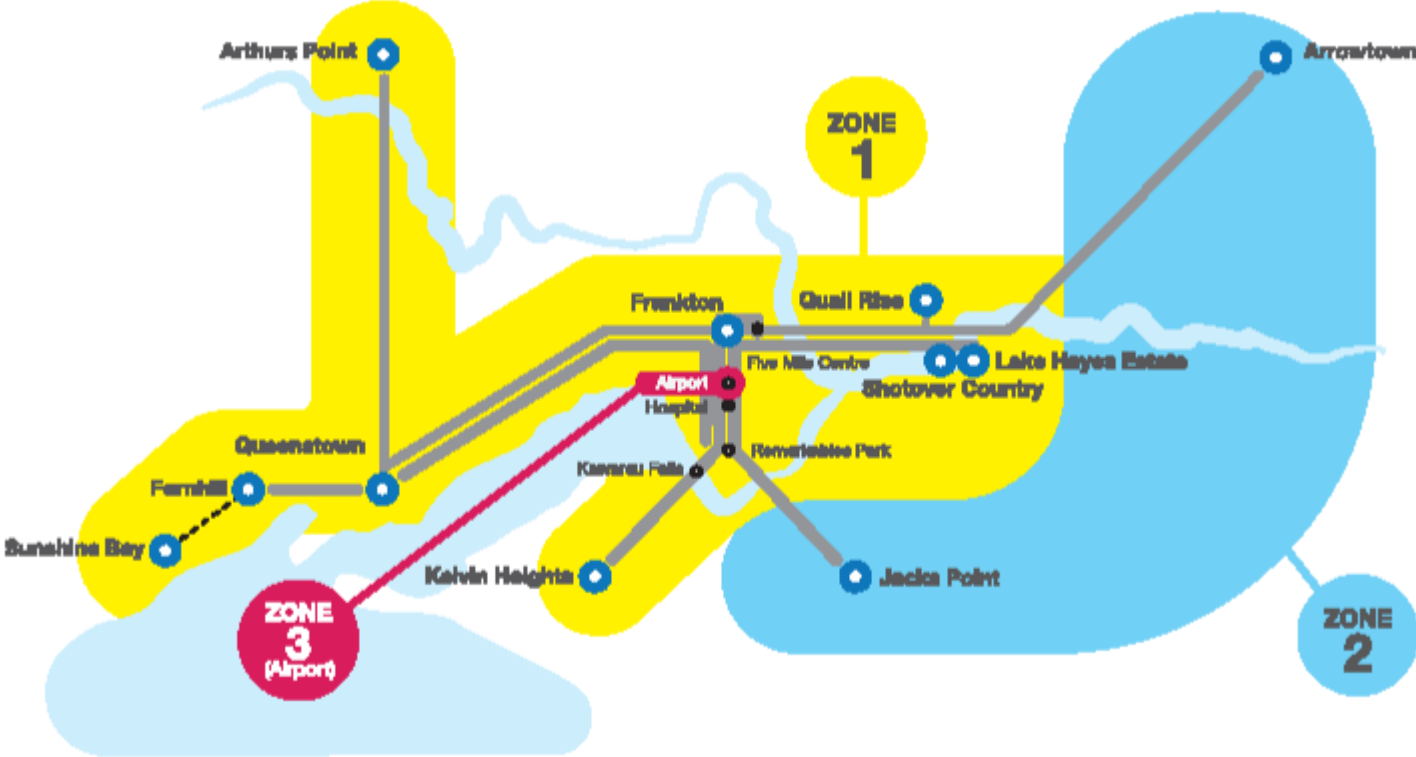 Arthurs Point
Arrowtown
ZONE
1
Frankton
Quail Rise
Five Mile Centre
Lake Hayes Estate
Airport
Shotover Country
Hospital
Queenstown
Remarkables Park
Kawarau Falls
Fernhill
Sunshine Bay
Kelvin Heights
Jacks Point
ZONE
3
(Airport)
ZONE
2